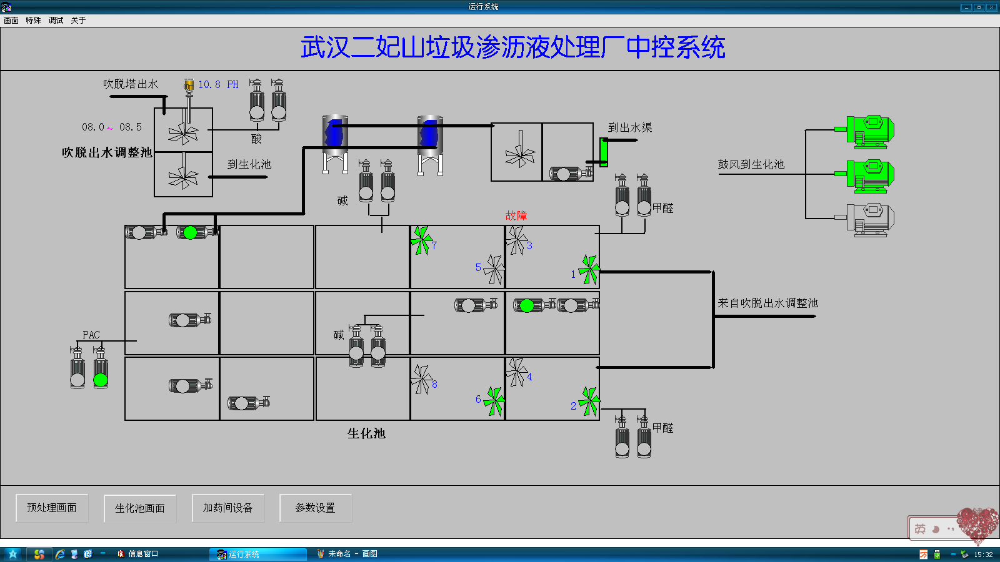 运行系统
画面 特殊 调试 关于
武汉二妃山垃圾渗沥液处理厂中控系统
吹脱塔出水
10.8 PH
08.0 ~ 08.5
酸
吹脱出水调整池
到生化池
到出水渠
鼓风到生化池
碱
甲醛
故障
7
3
5
1
来自吹脱出水调整池
碱
PAC
8
4
6
2
甲醛
生化池
预处理画面 生化池画面 加药间设备 参数设置
英
信息窗口 运行系统 未命名 - 画图 15:32